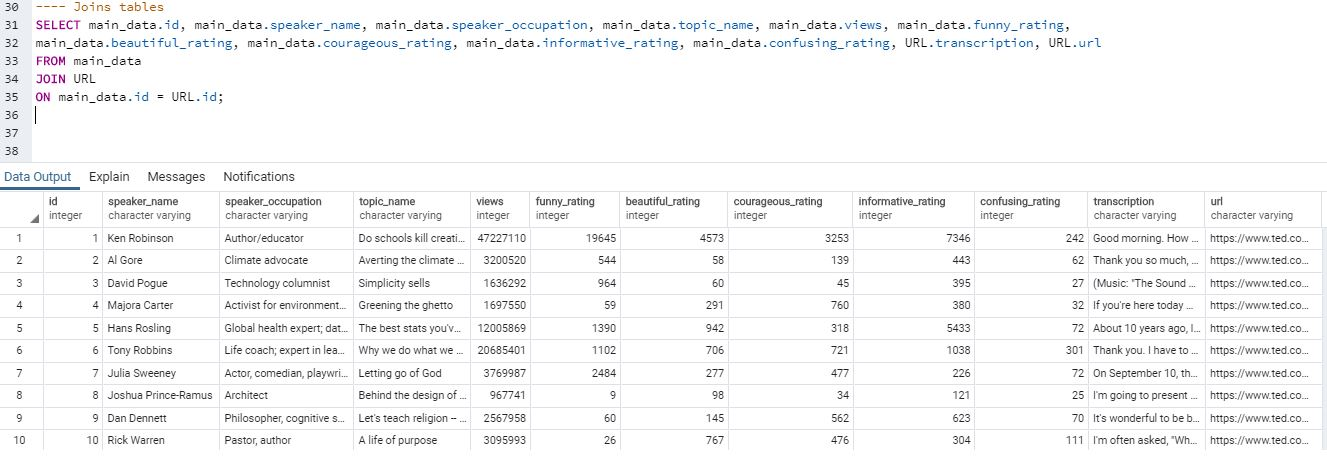 30 ---- Joins tables
31 SELECT main_data.id, main_data.speaker_name, main_data.speaker_occupation, main_data.topic_name, main_data.views, main_data.funny_rating,
32 main_data.beautiful_rating, main_data.courageous_rating, main_data.informative_rating, main_data.confusing_rating, URL.transcription, URL.url
33 FROM main_data
34 JOIN URL
35 ON main_data.id = URL.id;
36
37
38
Data Output Explain Messages Notifications
id speaker_name speaker_occupation topic_name views funny_rating beautiful_rating courageous_rating informative_rating confusing_rating transcription url
integer character varying character varying character varying integer integer integer integer integer integer character varying character varying
1 1 Ken Robinson Author/educator Do schools kill creati... 47227110 19645 4573 3253 7346 242 Good morning. How ... https://www.ted.co...
2 2 Al Gore Climate advocate Averting the climate ... 3200520 544 58 139 443 62 Thank you so much, ... https://www.ted.co...
3 3 David Pogue Technology columnist Simplicity sells 1636292 964 60 45 395 27 (Music: "The Sound ... https://www.ted.co...
4 4 Majora Carter Activist for environment... Greening the ghetto 1697550 59 291 760 380 32 If you're here today ... https://www.ted.co...
5 5 Hans Rosling Global health expert; dat... The best stats you'v... 12005869 1390 942 318 5433 72 About 10 years ago, I... https://www.ted.co...
6 6 Tony Robbins Life coach; expert in lea... Why we do what we ... 20685401 1102 706 721 1038 301 Thank you. I have to ... https://www.ted.co...
7 7 Julia Sweeney Actor, comedian, playwri... Letting go of God 3769987 2484 277 477 226 72 On September 10, th... https://www.ted.co...
8 8 Joshua Prince-Ramus Architect Behind the design of ... 967741 9 98 34 121 25 I'm going to present ... https://www.ted.co...
9 9 Dan Dennett Philosopher, cognitive s... Let's teach religion -- ... 2567958 60 145 562 623 70 It's wonderful to be b... https://www.ted.co...
10 10 Rick Warren Pastor, author A life of purpose 3095993 26 767 476 304 111 I'm often asked, "Wh... https://www.ted.co...